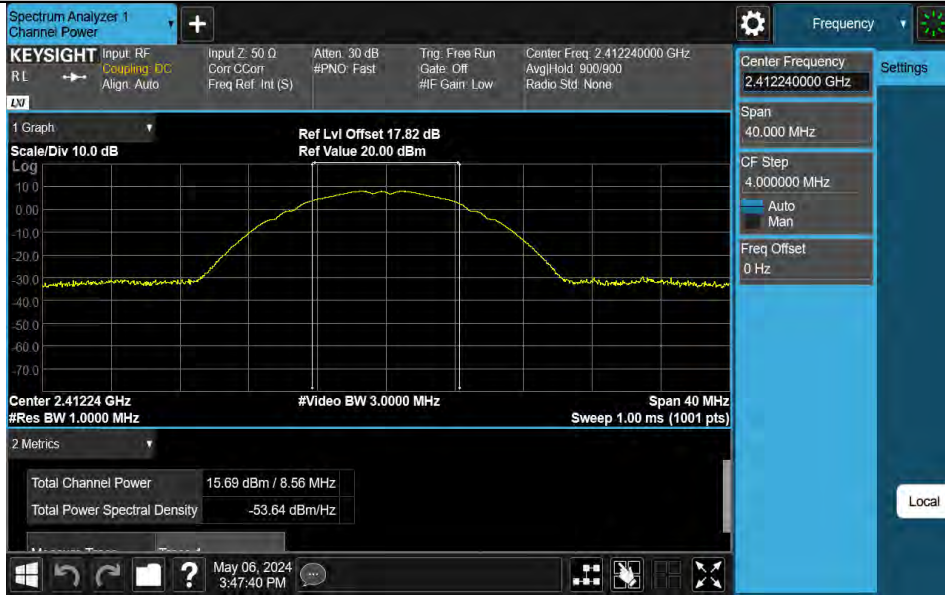 Spectrum Analyzer 1
Channel Power
+
Frequency
KEYSIGHT
RL
LXI
Input: RF
Coupling: DC
Align: Auto
Input Z: 50 Ω
Corr CCorr
Freq Ref: Int (S)
Atten: 30 dB
#PNO: Fast
Trig: Free Run
Gate: Off
#IF Gain: Low
Center Freq: 2.412240000 GHz
Avg|Hold: 900/900
Radio Std: None
Center Frequency
2.412240000 GHz
Settings
Span
40.000 MHz
CF Step
4.000000 MHz
Auto
Man
Freq Offset
0 Hz
1 Graph
Scale/Div 10.0 dB
Ref Lvl Offset 17.82 dB
Ref Value 20.00 dBm
Log
10.0
0.00
-10.0
-20.0
-30.0
-40.0
-50.0
-60.0
-70.0
Center 2.41224 GHz
#Video BW 3.0000 MHz
Span 40 MHz
#Res BW 1.0000 MHz
Sweep 1.00 ms (1001 pts)
2 Metrics
Total Channel Power 15.69 dBm / 8.56 MHz
Total Power Spectral Density -53.64 dBm/Hz
Local
?
May 06, 2024
3:47:40 PM